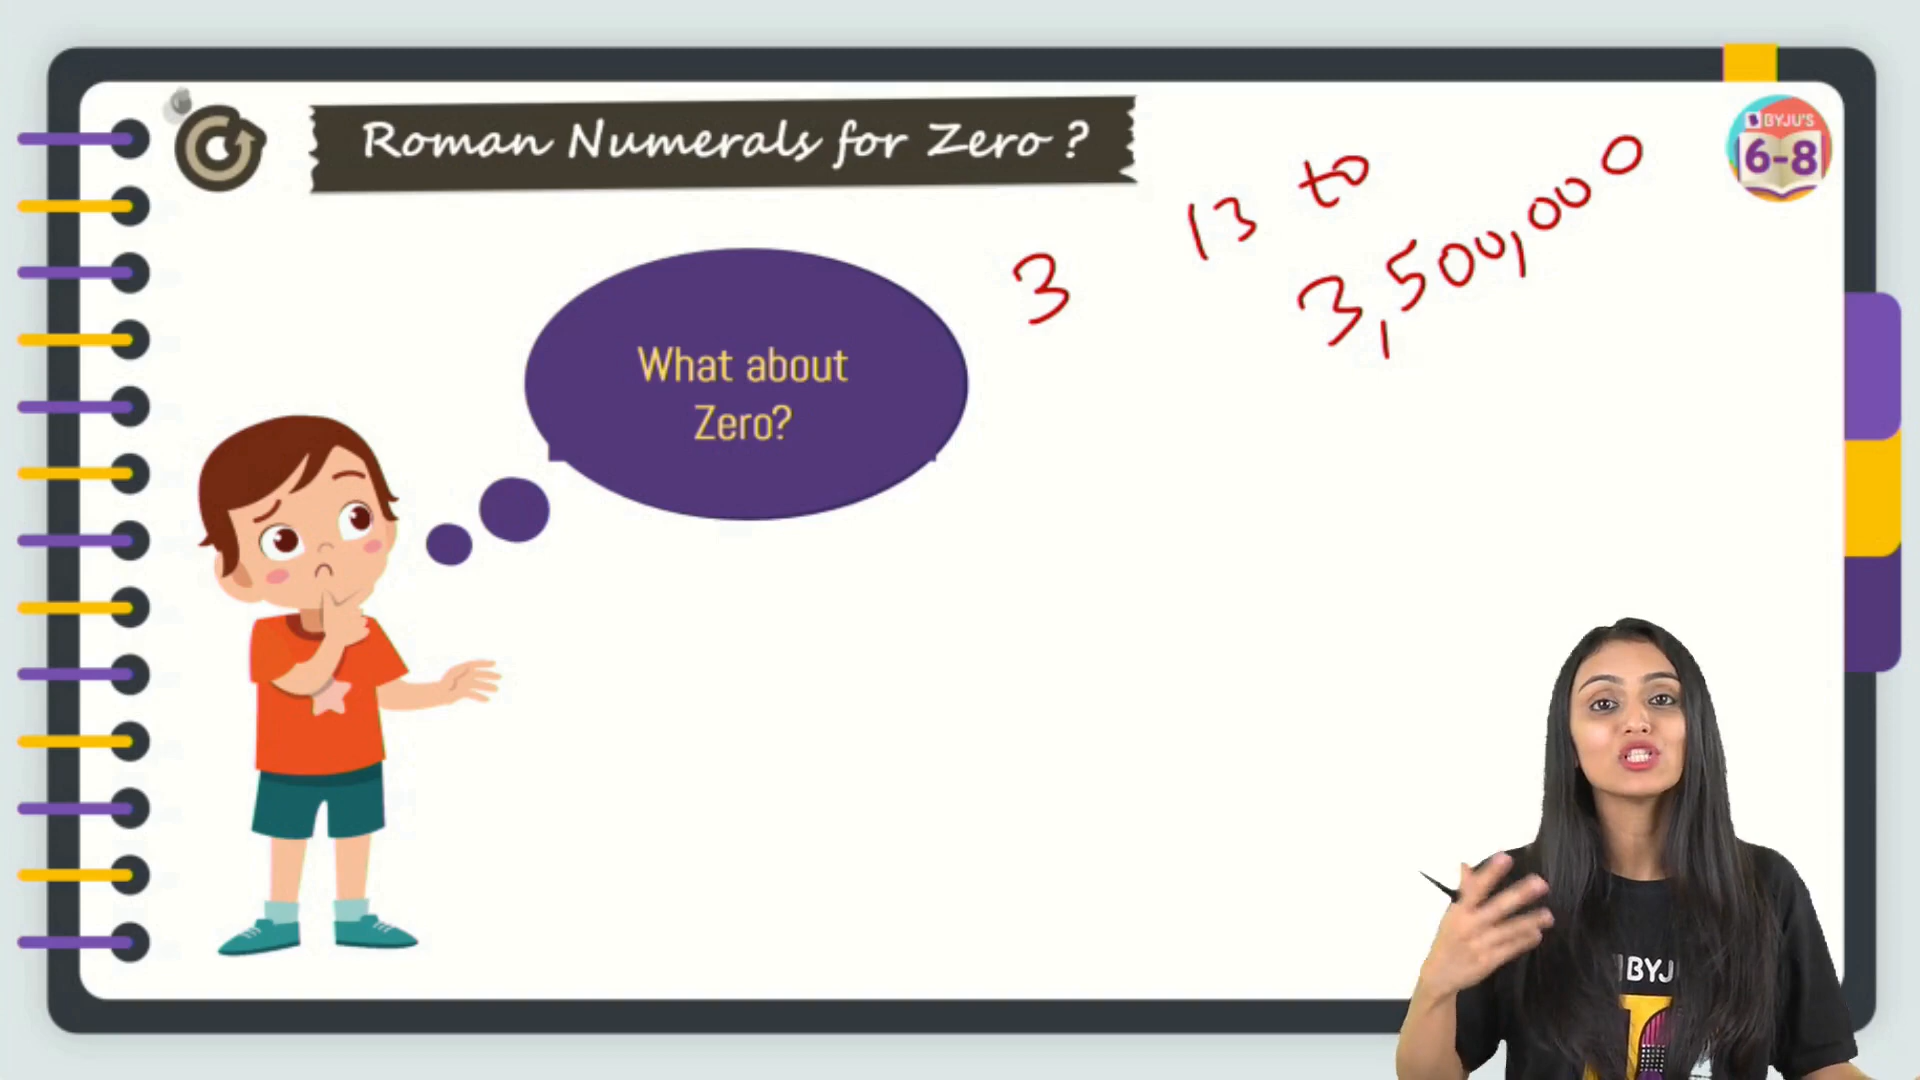 Roman Numerals for Zero ?
BYJU'S
6-8
13 to
3
3,500,000
What about
Zero?
BYJ